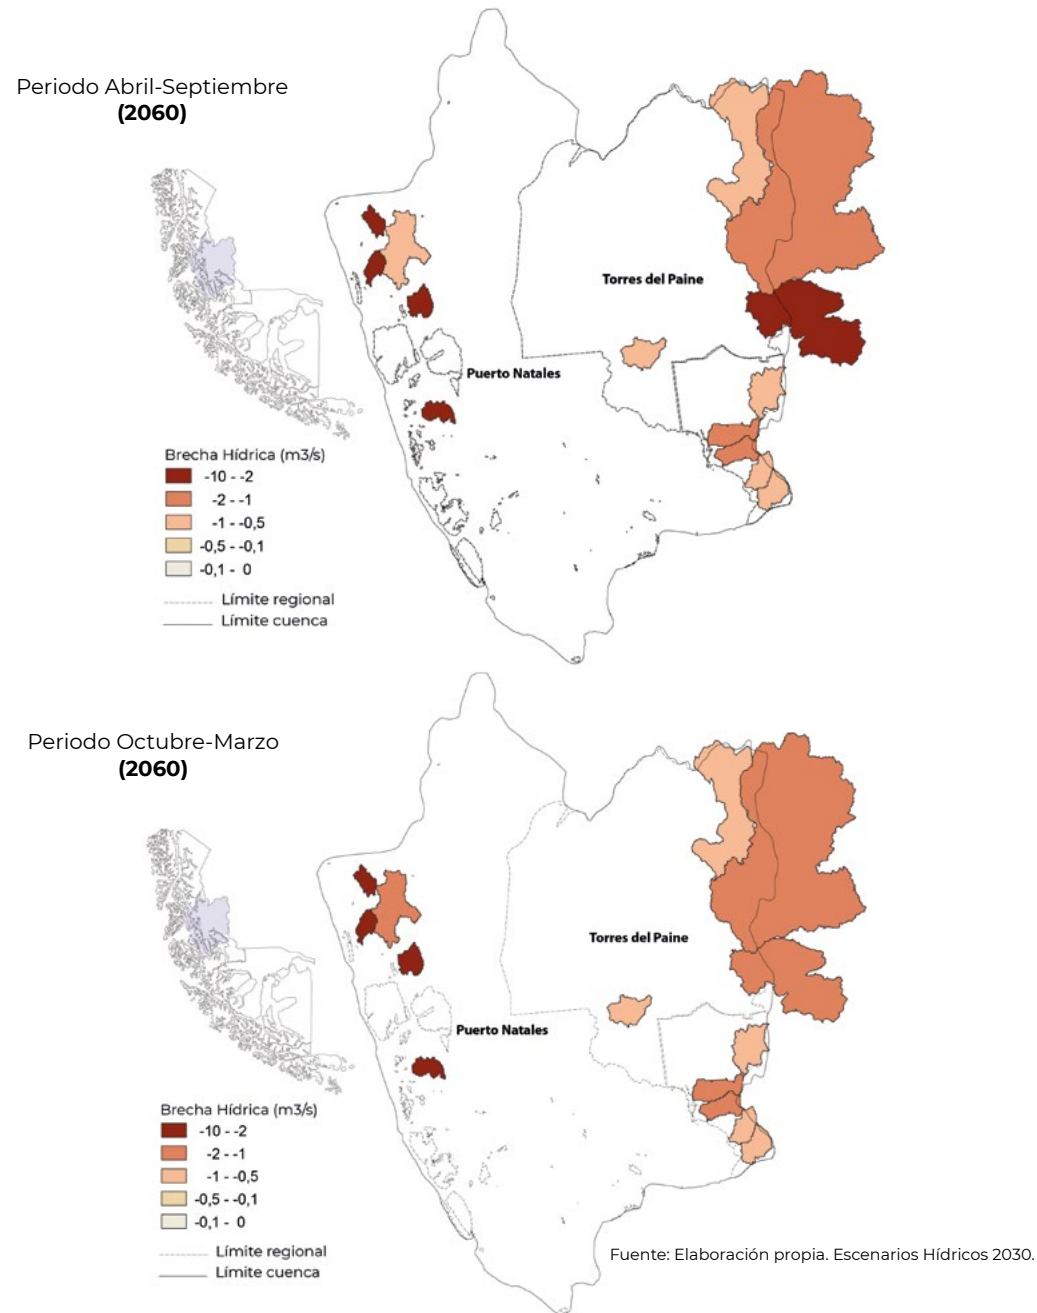 Periodo Abril-Septiembre
(2060)
Torres del Paine
Puerto Natales
Brecha Hídrica (m3/s)
-10 - -2
-2 - -1
-1 - -0,5
-0,5 - -0,1
-0,1 - 0
Límite regional
Límite cuenca
Periodo Octubre-Marzo
(2060)
Torres del Paine
Puerto Natales
Brecha Hídrica (m3/s)
-10 - -2
-2 - -1
-1 - -0,5
-0,5 - -0,1
-0,1 - 0
Límite regional
Límite cuenca
Fuente: Elaboración propia. Escenarios Hídricos 2030.